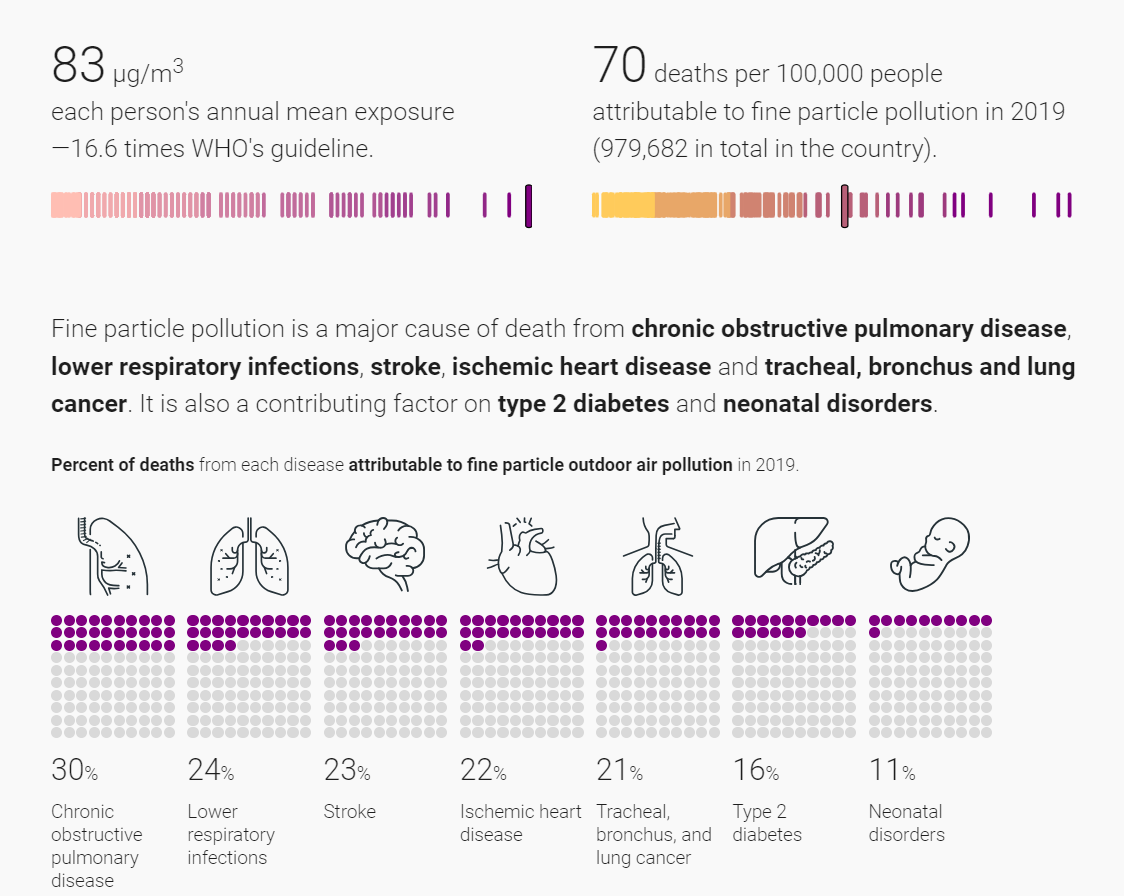 83 µg/m³
each person's annual mean exposure
—16.6 times WHO's guideline.
70 deaths per 100,000 people
attributable to fine particle pollution in 2019
(979,682 in total in the country).
Fine particle pollution is a major cause of death from chronic obstructive pulmonary disease,
lower respiratory infections, stroke, ischemic heart disease and tracheal, bronchus and lung
cancer. It is also a contributing factor on type 2 diabetes and neonatal disorders.
Percent of deaths from each disease attributable to fine particle outdoor air pollution in 2019.
30%
Chronic
obstructive
pulmonary
disease
24%
Lower
respiratory
infections
23%
Stroke
22%
Ischemic heart
disease
21%
Tracheal,
bronchus, and
lung cancer
16%
Type 2
diabetes
11%
Neonatal
disorders